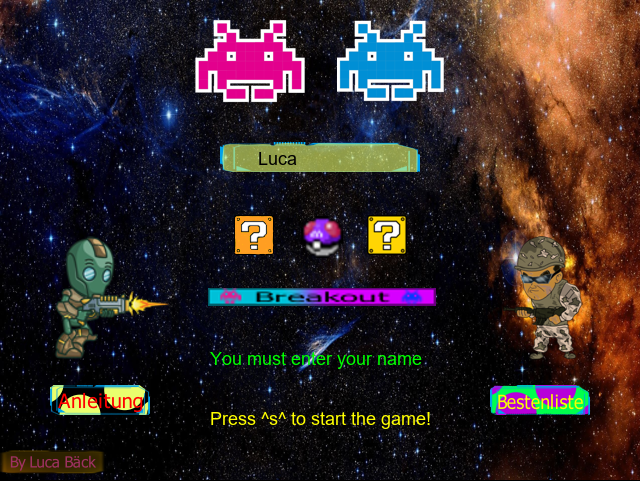 Luca
? ?
Breakout
You must enter your name
Anleitung
Bestenliste
Press ^s^ to start the game!
By Luca Bäck